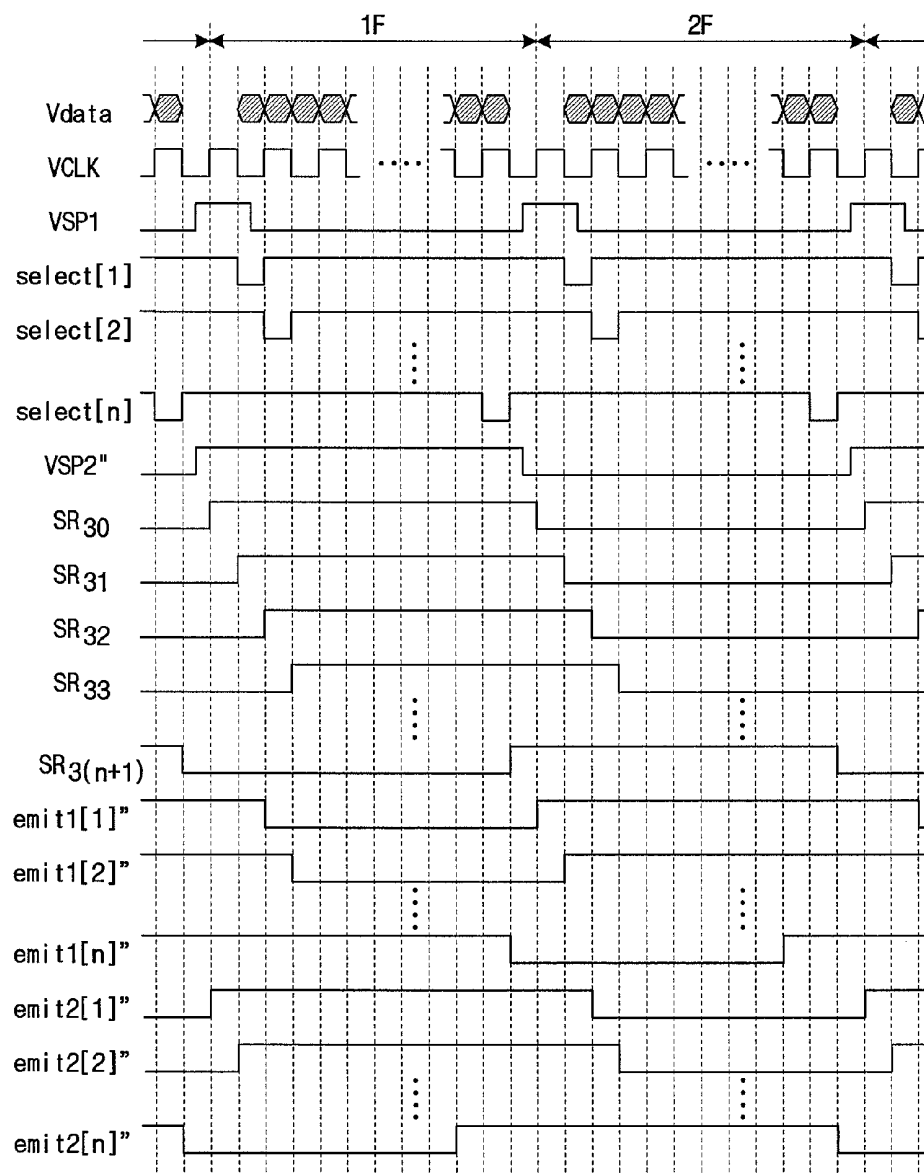 1F 2F
Vdata
VCLK
VSP1
select[1]
select[2]
select[n]
VSP2"
SR30
SR31
SR32
SR33
SR3(n+1)
emit1[1]”
emit1[2]”
emit1[n]”
emit2[1]”
emit2[2]”
emit2[n]”